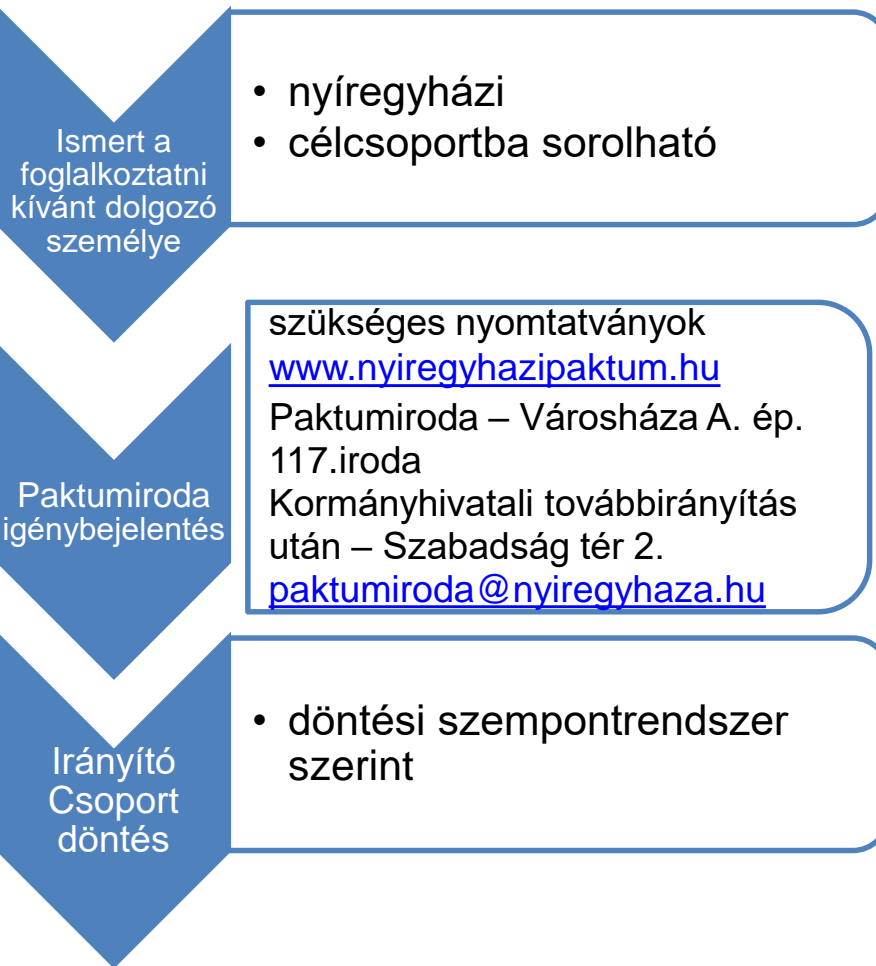 Ismert a
foglalkoztatni
kívánt dolgozó
személye
• nyíregyházi
• célcsoportba sorolható
Paktumiroda
igénybejelentés
szükséges nyomtatványok
www.nyiregyhazipaktum.hu
Paktumiroda – Városháza A. ép.
117.iroda
Kormányhivatali továbbirányítás
után – Szabadság tér 2.
paktumiroda@nyiregyhaza.hu
Irányító
Csoport
döntés
• döntési szempontrendszer
szerint